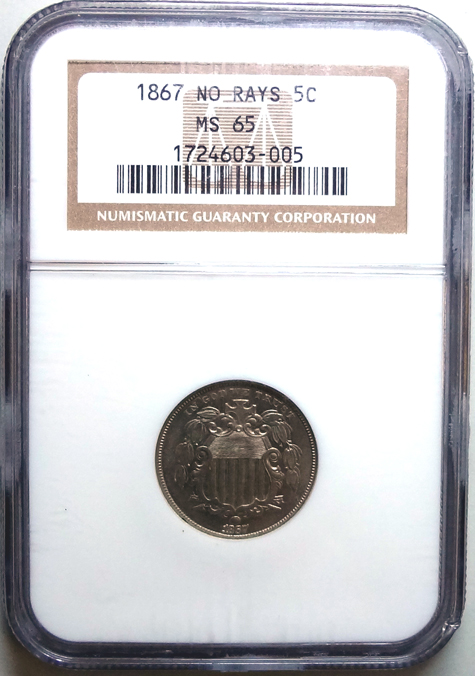 1867 NO RAYS 5C
MS 65
1724603-005
NUMISMATIC GUARANTY CORPORATION
IN GOD WE TRUST
1867